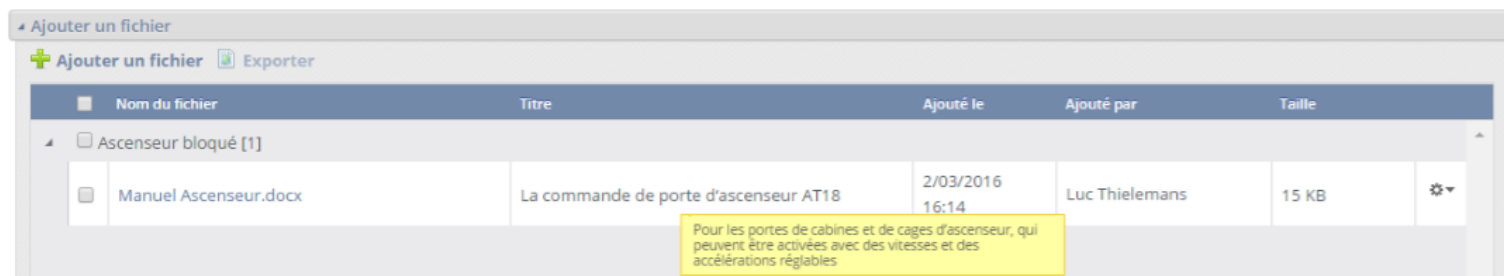 Ajouter un fichier
Ajouter un fichier Exporter
Nom du fichier Titre Ajouté le Ajouté par Taille
Ascenseur bloqué [1]
Manuel Ascenseur.docx La commande de porte d'ascenseur AT18 2/03/2016 16:14 Luc Thielemans 15 KB
Pour les portes de cabines et de cages d'ascenseur, qui
peuvent être activées avec des vitesses et des
accélérations réglables